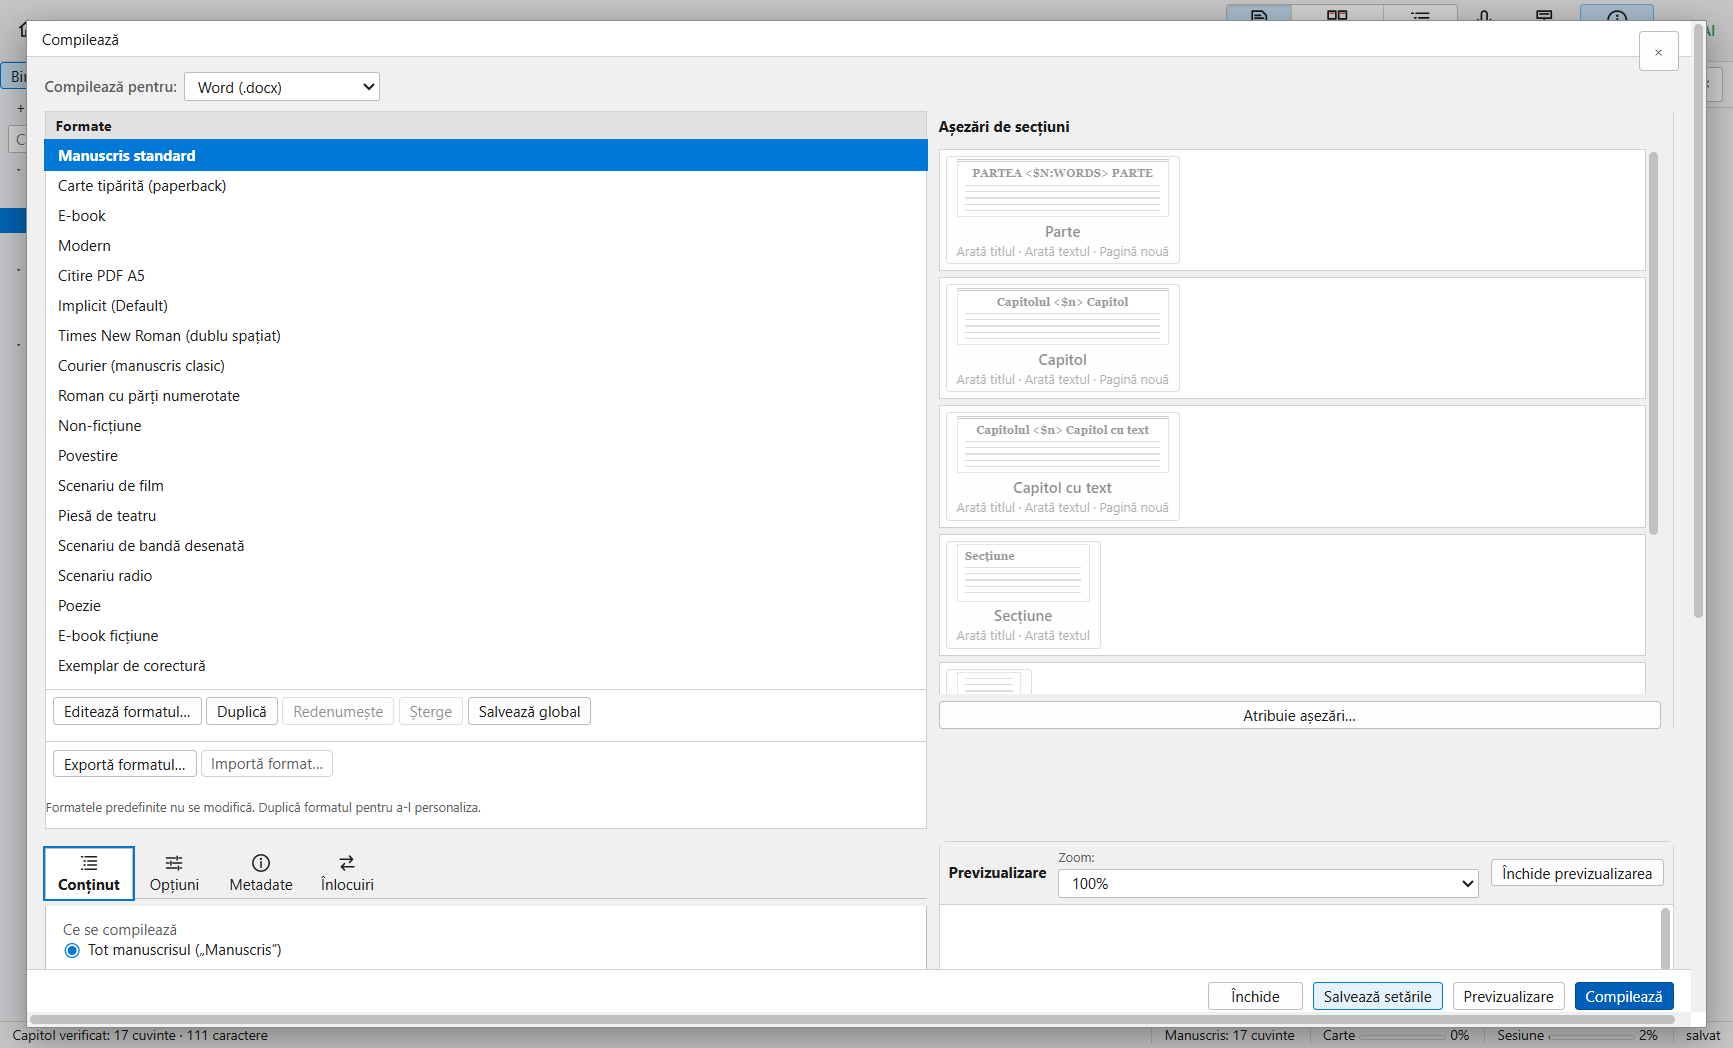 Compilează
×
Compilează pentru:
Word (.docx)
Formate
Manuscris standard
Carte tipărită (paperback)
E-book
Modern
Citire PDF A5
Implicit (Default)
Times New Roman (dublu spațiat)
Courier (manuscris clasic)
Roman cu părți numerotate
Non-ficțiune
Povestire
Scenariu de film
Piesă de teatru
Scenariu de bandă desenată
Scenariu radio
Poezie
E-book ficțiune
Exemplar de corectură
Editează formatul...
Duplică
Redenumește
Șterge
Salvează global
Exportă formatul...
Importă format...
Formatele predefinite nu se modifică. Duplică formatul pentru a-l personaliza.
Așezări de secțiuni
PARTEA <$N:WORDS> PARTE
Parte
Arată titlul · Arată textul · Pagină nouă
Capitolul <$n> Capitol
Capitol
Arată titlul · Arată textul · Pagină nouă
Capitolul <$n> Capitol cu text
Capitol cu text
Arată titlul · Arată textul · Pagină nouă
Secțiune
Secțiune
Arată titlul · Arată textul
Atribuie așezări...
Conținut
Opțiuni
Metadate
Înlocuiri
Ce se compilează
Tot manuscrisul („Manuscris”)
Previzualizare
Zoom:
100%
Închide previzualizarea
Închide
Salvează setările
Previzualizare
Compilează
Capitol verificat: 17 cuvinte · 111 caractere
Manuscris: 17 cuvinte
Carte
0%
Sesiune
2%
salvat